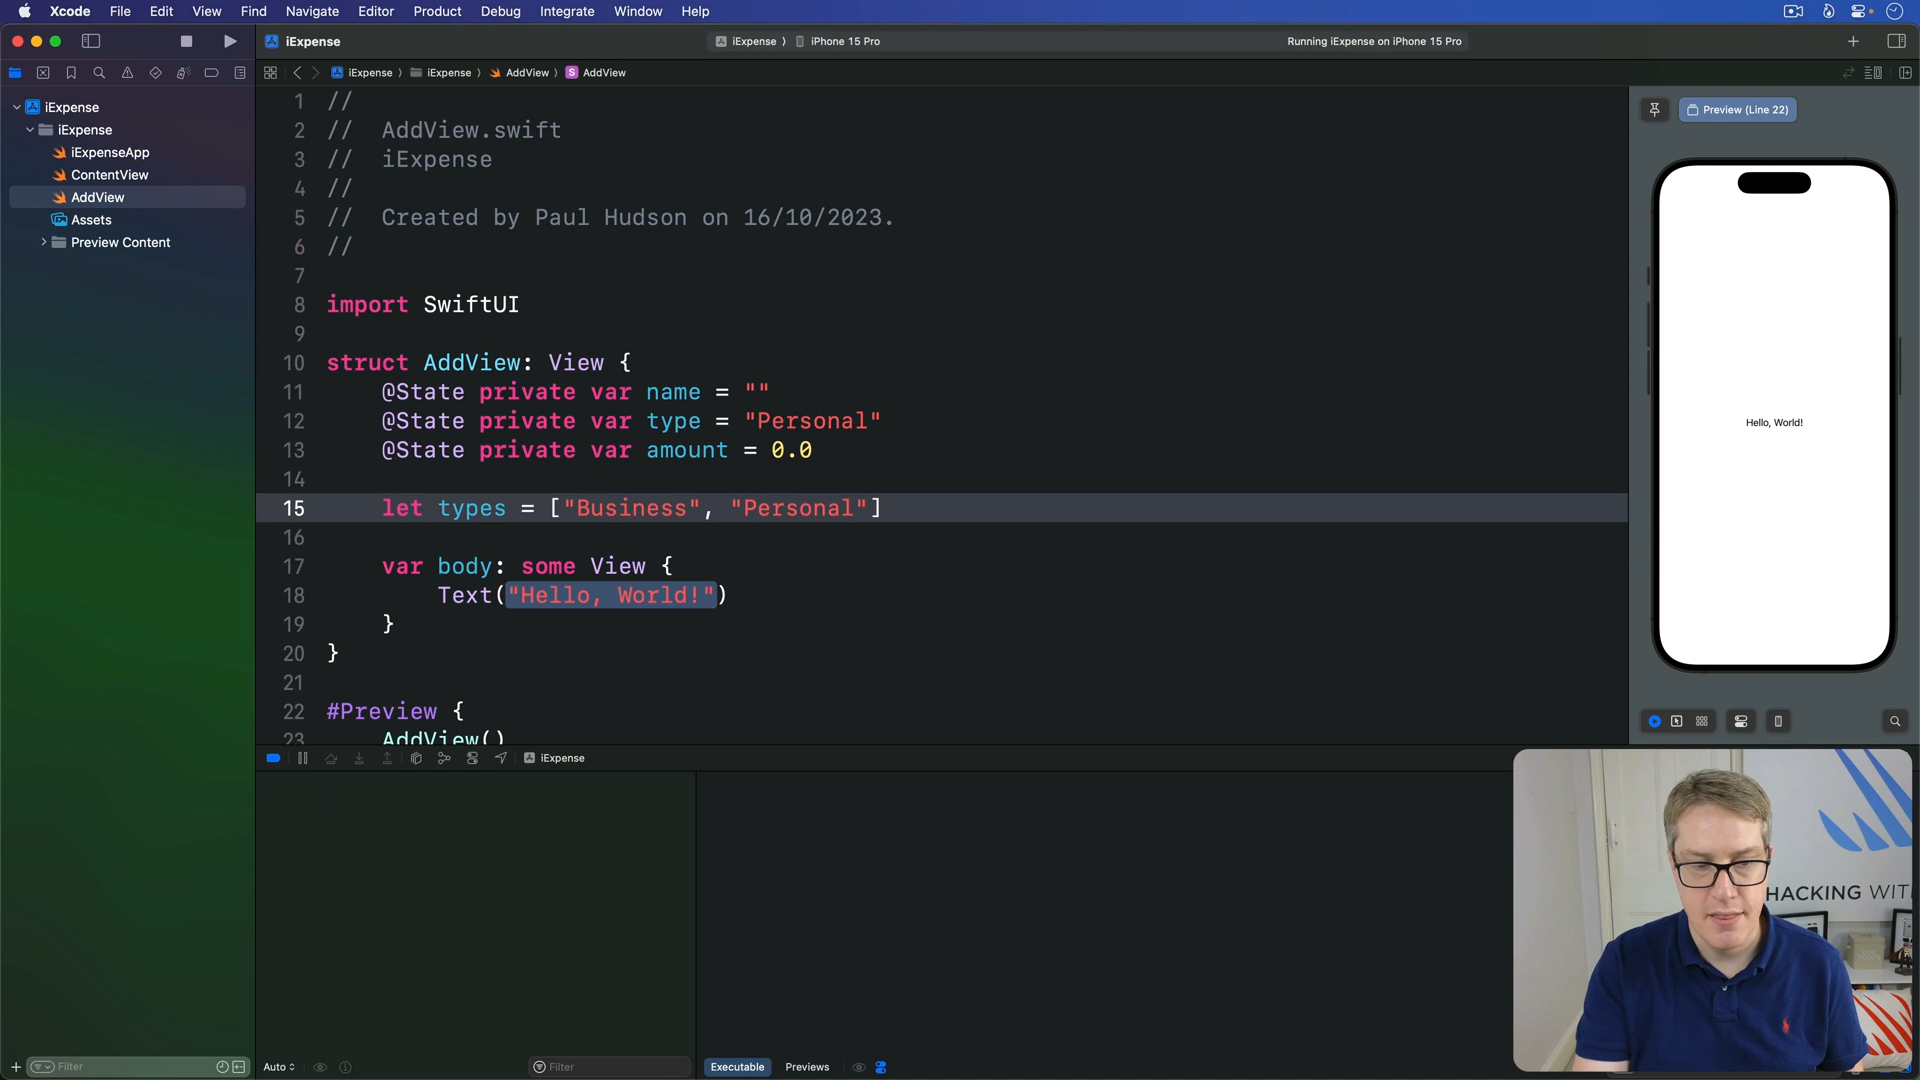 Xcode File Edit View Find Navigate Editor Product Debug Integrate Window Help
iExpense
iExpense
iPhone 15 Pro
Running iExpense on iPhone 15 Pro
iExpense
iExpense
AddView
S AddView
iExpense
iExpense
iExpenseApp
ContentView
AddView
Assets
Preview Content
1 //
2 // AddView.swift
3 // iExpense
4 //
5 // Created by Paul Hudson on 16/10/2023.
6 //
7
8 import SwiftUI
9
10 struct AddView: View {
11 @State private var name = ""
12 @State private var type = "Personal"
13 @State private var amount = 0.0
14
15 let types = ["Business", "Personal"]
16
17 var body: some View {
18 Text("Hello, World!")
19 }
20 }
21
22 #Preview {
23 AddView()
Preview (Line 22)
Hello, World!
iExpense
HACKING WIT
Filter
Auto
Filter
Executable
Previews